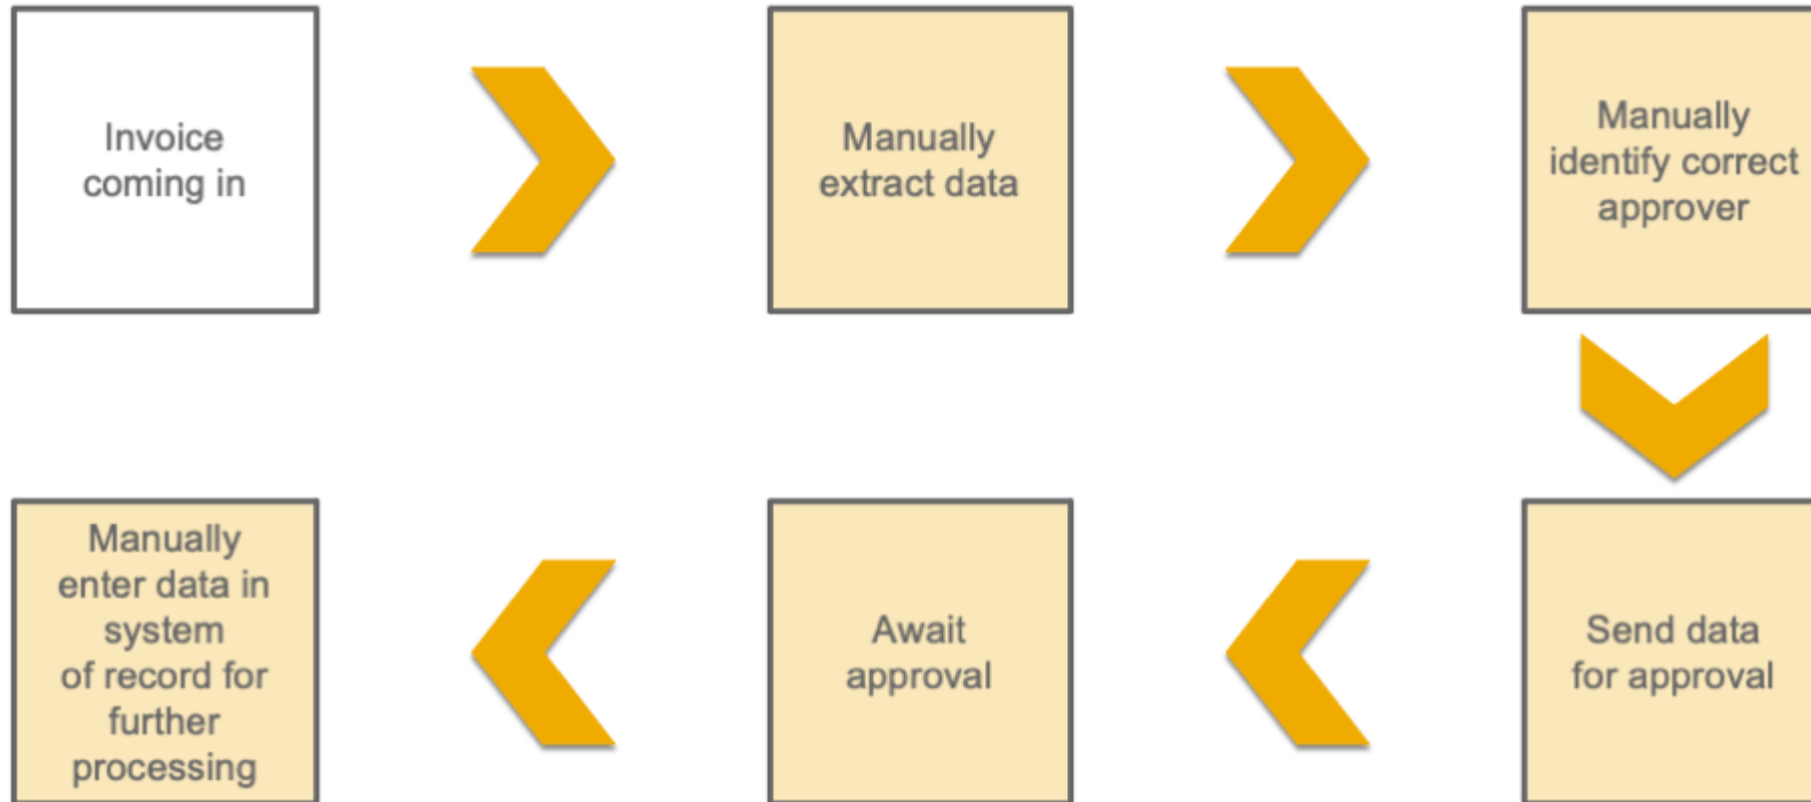 Invoice
coming in
Manually
extract data
Manually
identify correct
approver
Send data
for approval
Await
approval
Manually
enter data in
system
of record for
further
processing